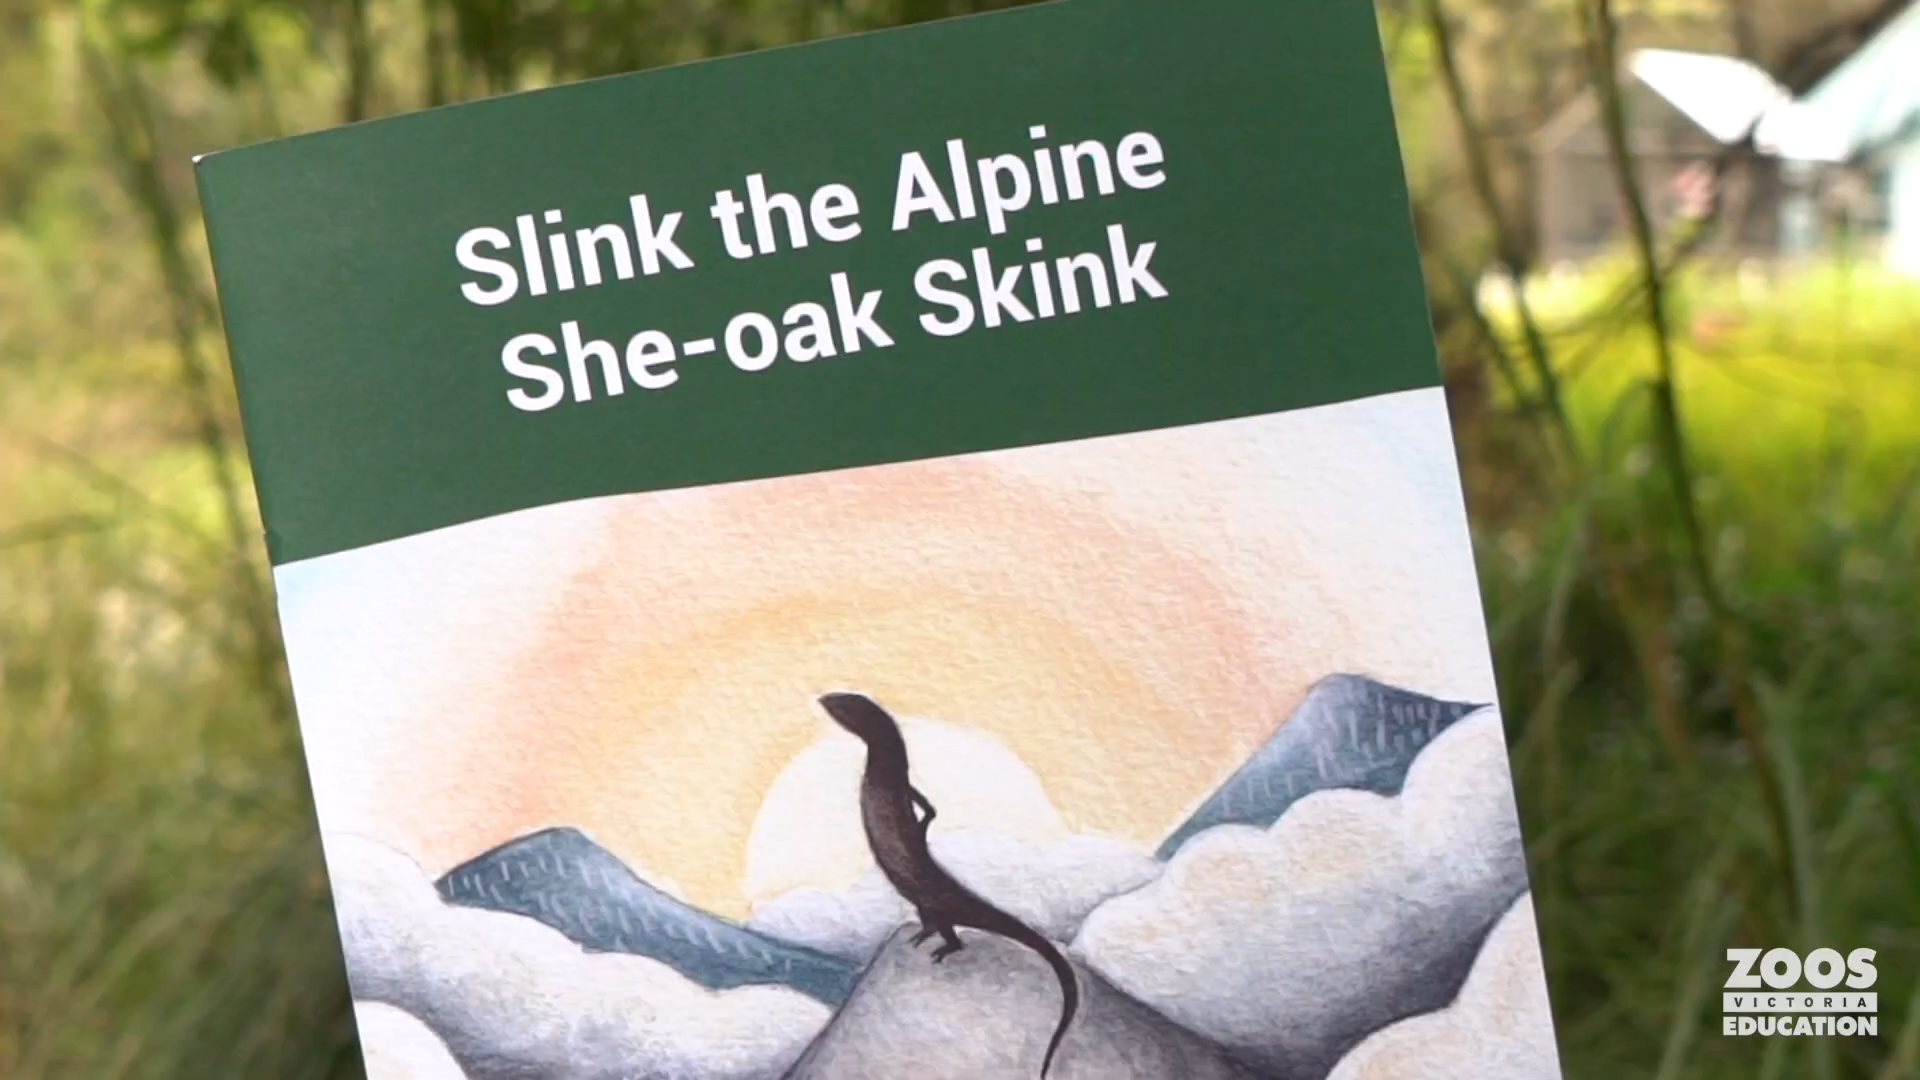 Slink the Alpine
She-oak Skink
ZOOS
VICTORIA
EDUCATION